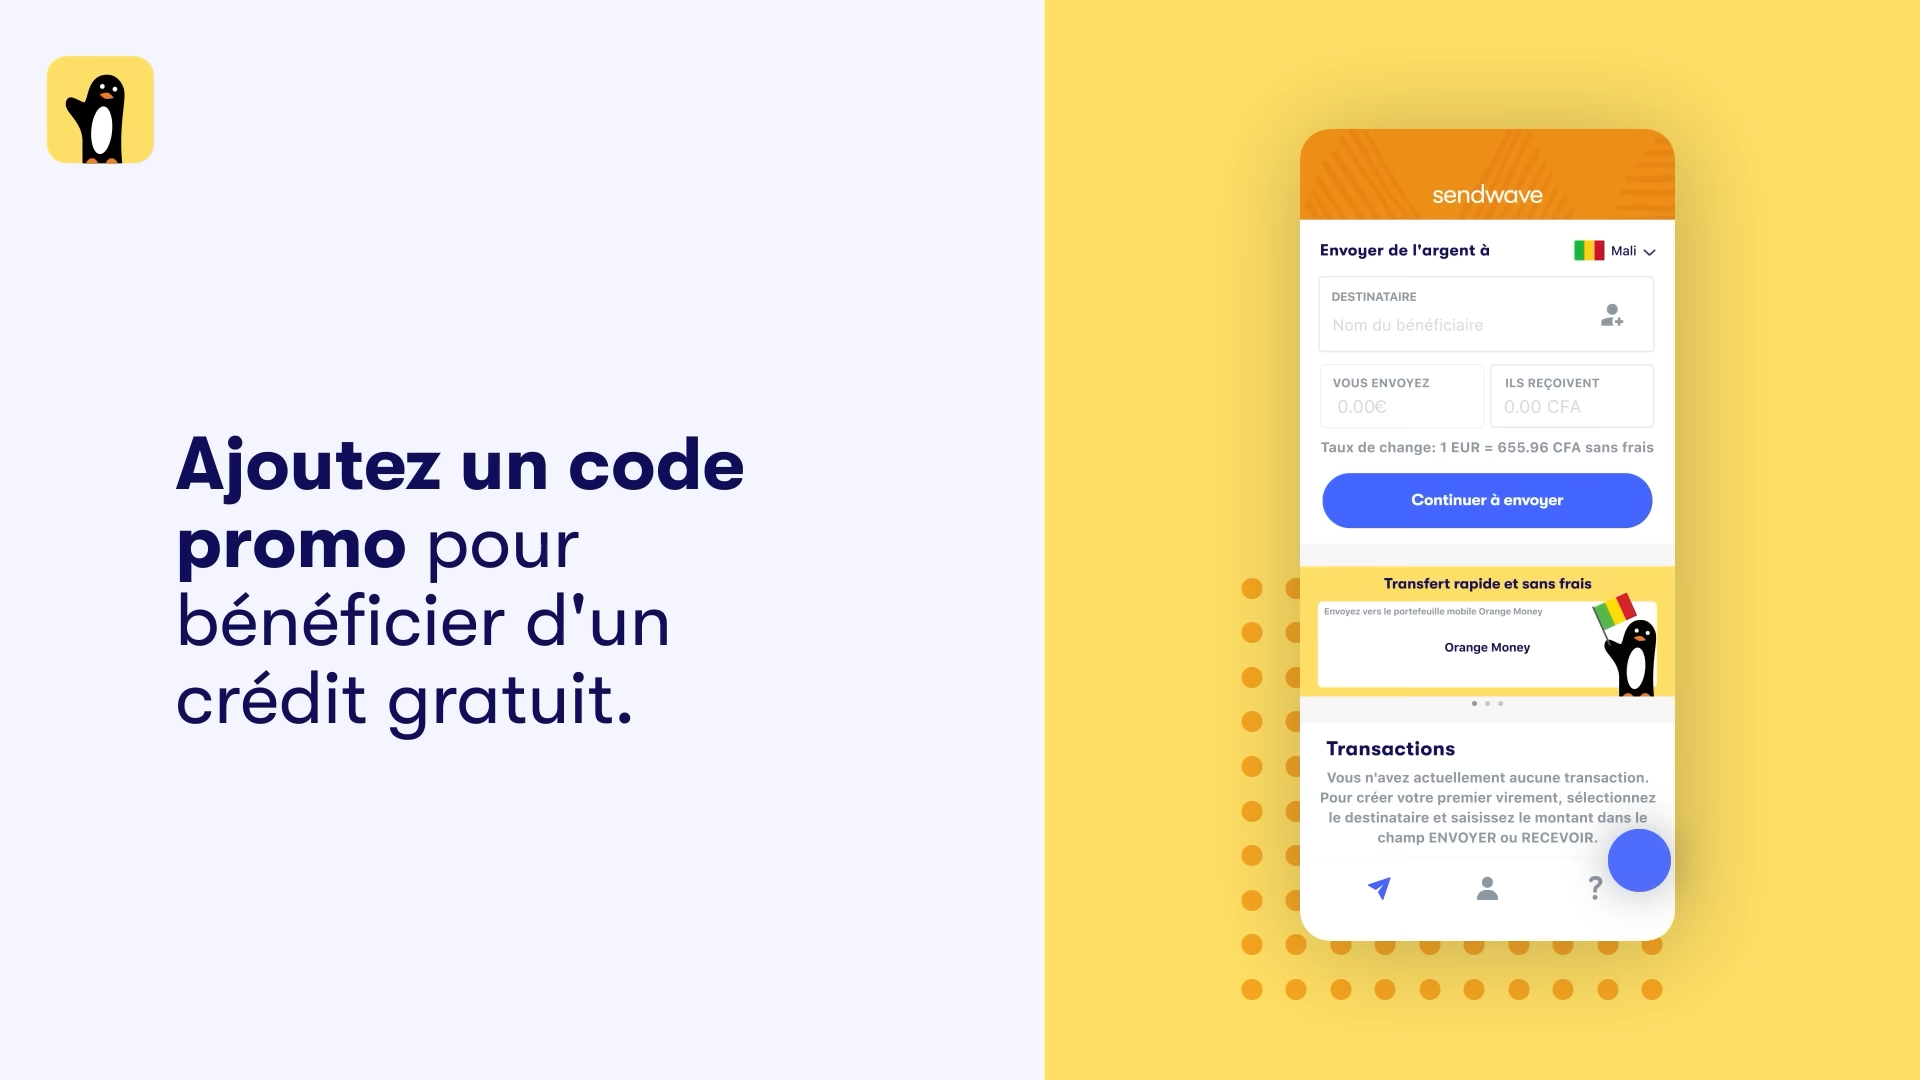 Ajoutez un code
promo pour
bénéficier d'un
crédit gratuit.
sendwave
Envoyer de l'argent à
Mali
DESTINATAIRE
Nom du bénéficiaire
VOUS ENVOYEZ
ILS REÇOIVENT
0.00€
0.00 CFA
Taux de change: 1 EUR = 655.96 CFA sans frais
Continuer à envoyer
Transfert rapide et sans frais
Envoyez vers le portefeuille mobile Orange Money
Orange Money
Transactions
Vous n'avez actuellement aucune transaction.
Pour créer votre premier virement, sélectionnez
le destinataire et saisissez le montant dans le
champ ENVOYER ou RECEVOIR.
?